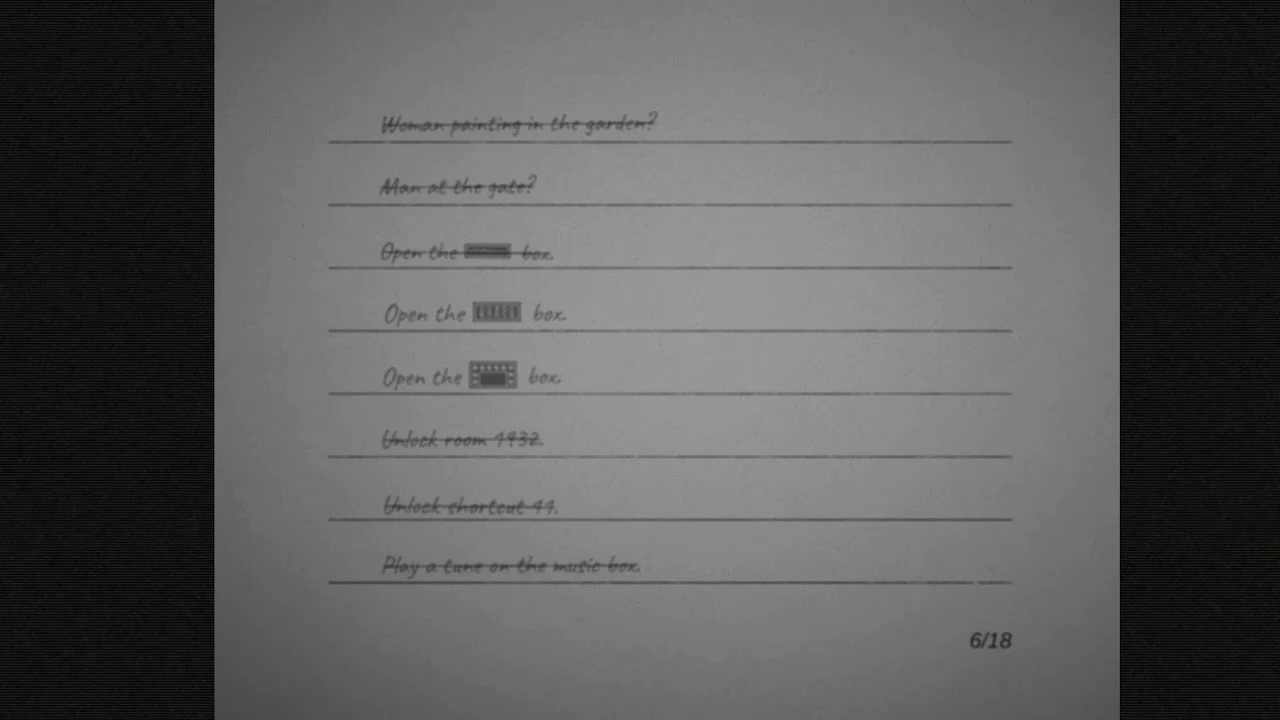 Woman painting in the garden?
Man at the gate?
Open the box.
Open the box.
Open the box.
Unlock room 1932.
Unlock shortcut 11.
Play a tune on the music box.
6/18